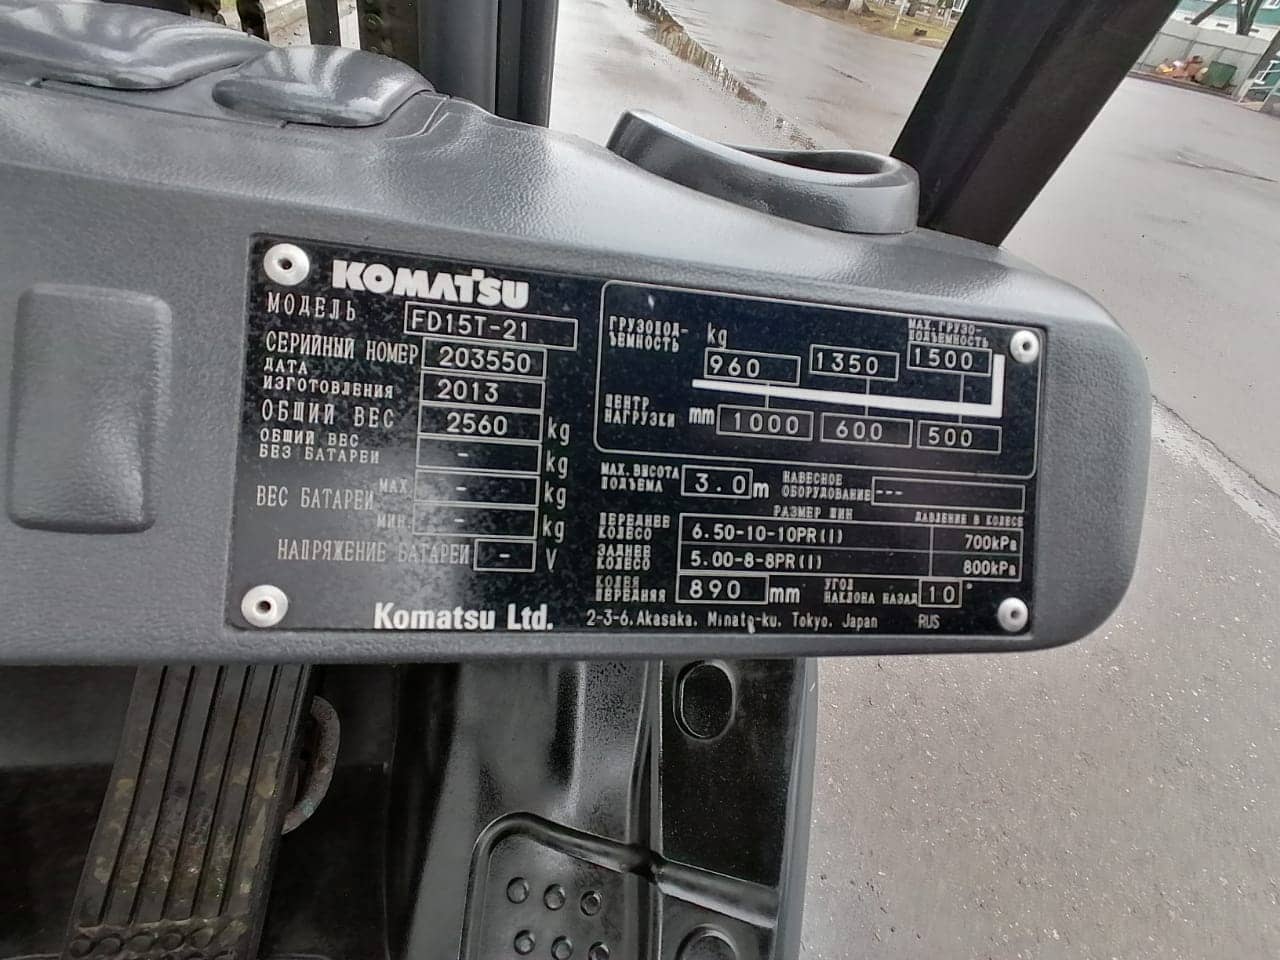 KOMATSU
МОДЕЛЬ FD15T-21
СЕРИЙНЫЙ НОМЕР 203550
ДАТА ИЗГОТОВЛЕНИЯ 2013
ОБЩИЙ ВЕС 2560 kg
ОБЩИЙ ВЕС БЕЗ БАТАРЕИ - kg
ВЕС БАТАРЕИ MAX. - kg
МИН. - kg
НАПРЯЖЕНИЕ БАТАРЕИ - V
ГРУЗОПОД-
ЪЕМНОСТЬ kg 960 1350
МАХ. ГРУЗО-
ПОДЪЕМНОСТЬ
1500
ЦЕНТР
НАГРУЗКИ mm 1000 600 500
МАХ. ВЫСОТА
ПОДЪЕМА 3.0 m
НАВЕСНОЕ
ОБОРУДОВАНИЕ ---
РАЗМЕР ШИН ДАВЛЕНИЕ В КОЛЕСЕ
ПЕРЕДНЕЕ
КОЛЕСО 6.50-10-10PR(I) 700kPa
ЗАДНЕЕ
КОЛЕСО 5.00-8-8PR(I) 800kPa
КОЛЕЯ
ПЕРЕДНЯЯ 890 mm
УГОЛ
НАКЛОНА НАЗАД 10 °
Komatsu Ltd. 2-3-6, Akasaka, Minato-ku, Tokyo, Japan RUS